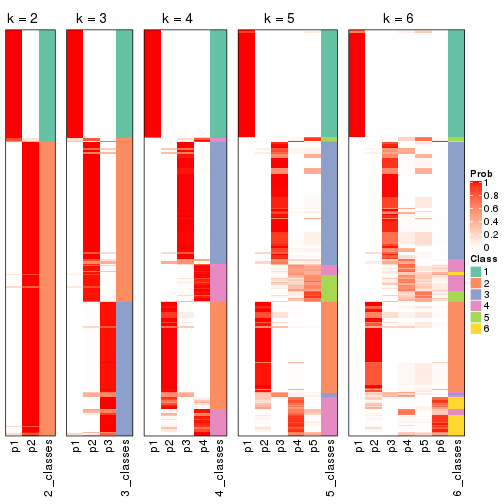 k = 2
k = 3
k = 4
k = 5
k = 6
Prob
1
0.8
0.6
0.4
0.2
0
Class
1
2
3
4
5
6
p1
p2
2_classes
p1
p2
p3
3_classes
p1
p2
p3
p4
4_classes
p1
p2
p3
p4
p5
5_classes
p1
p2
p3
p4
p5
p6
6_classes